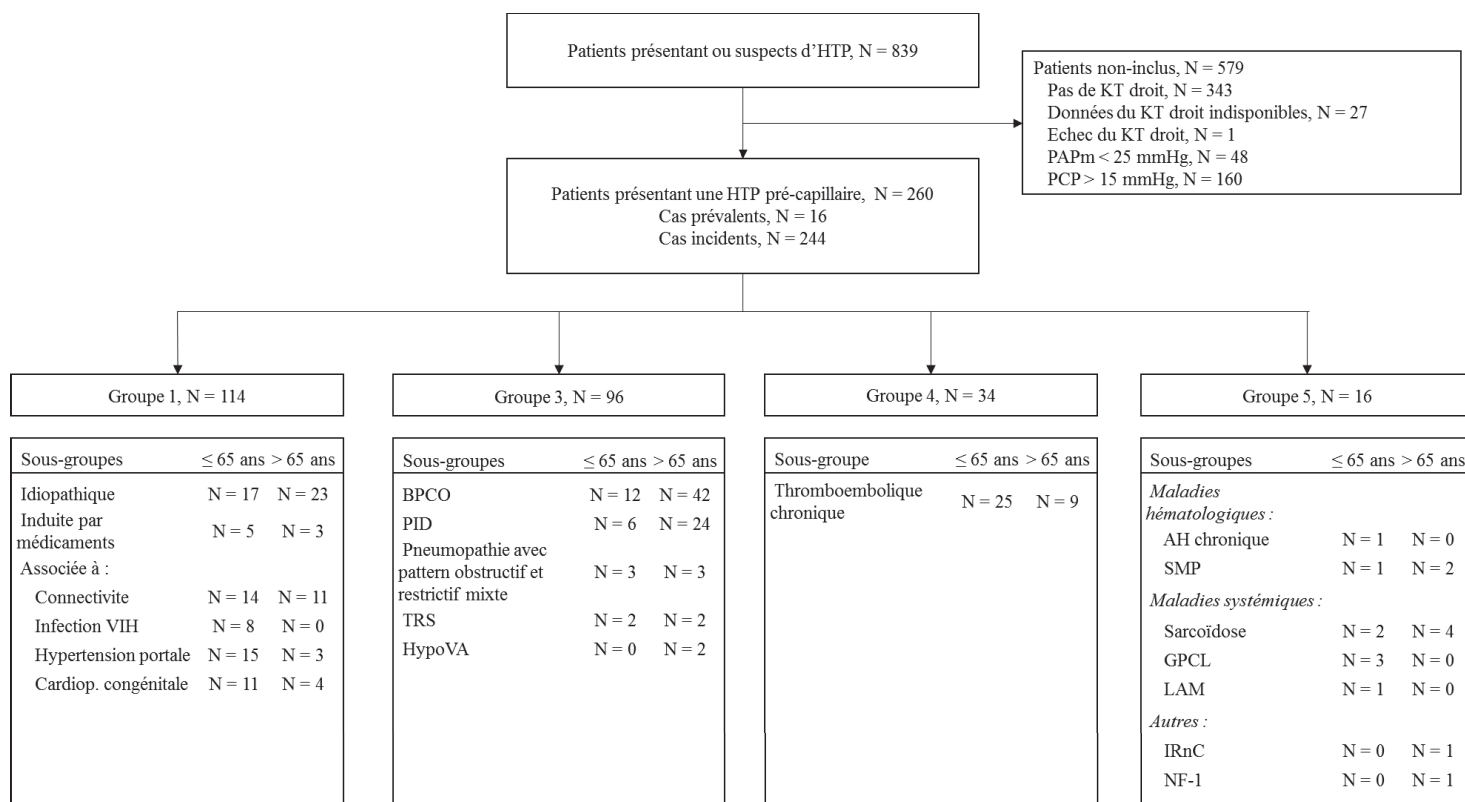 Patients présentant ou suspects d'HTP, N = 839
Patients non-inclus, N = 579
Pas de KT droit, N = 343
Données du KT droit indisponibles, N = 27
Echec du KT droit, N = 1
PAPm < 25 mmHg, N = 48
PCP > 15 mmHg, N = 160
Patients présentant une HTP pré-capillaire, N = 260
Cas prévalents, N = 16
Cas incidents, N = 244
Groupe 1, N = 114
Sous-groupes ≤ 65 ans > 65 ans
Idiopathique N = 17 N = 23
Induite par
médicaments N = 5 N = 3
Associée à :
Connectivite N = 14 N = 11
Infection VIH N = 8 N = 0
Hypertension portale N = 15 N = 3
Cardiop. congénitale N = 11 N = 4
Groupe 3, N = 96
Sous-groupes ≤ 65 ans > 65 ans
BPCO N = 12 N = 42
PID N = 6 N = 24
Pneumopathie avec
pattern obstructif et N = 3 N = 3
restrictif mixte
TRS N = 2 N = 2
HypoVA N = 0 N = 2
Groupe 4, N = 34
Sous-groupe ≤ 65 ans > 65 ans
Thromboembolique
chronique N = 25 N = 9
Groupe 5, N = 16
Sous-groupes ≤ 65 ans > 65 ans
Maladies
hématologiques :
AH chronique N = 1 N = 0
SMP N = 1 N = 2
Maladies systémiques :
Sarcoïdose N = 2 N = 4
GPCL N = 3 N = 0
LAM N = 1 N = 0
Autres :
IRnC N = 0 N = 1
NF-1 N = 0 N = 1